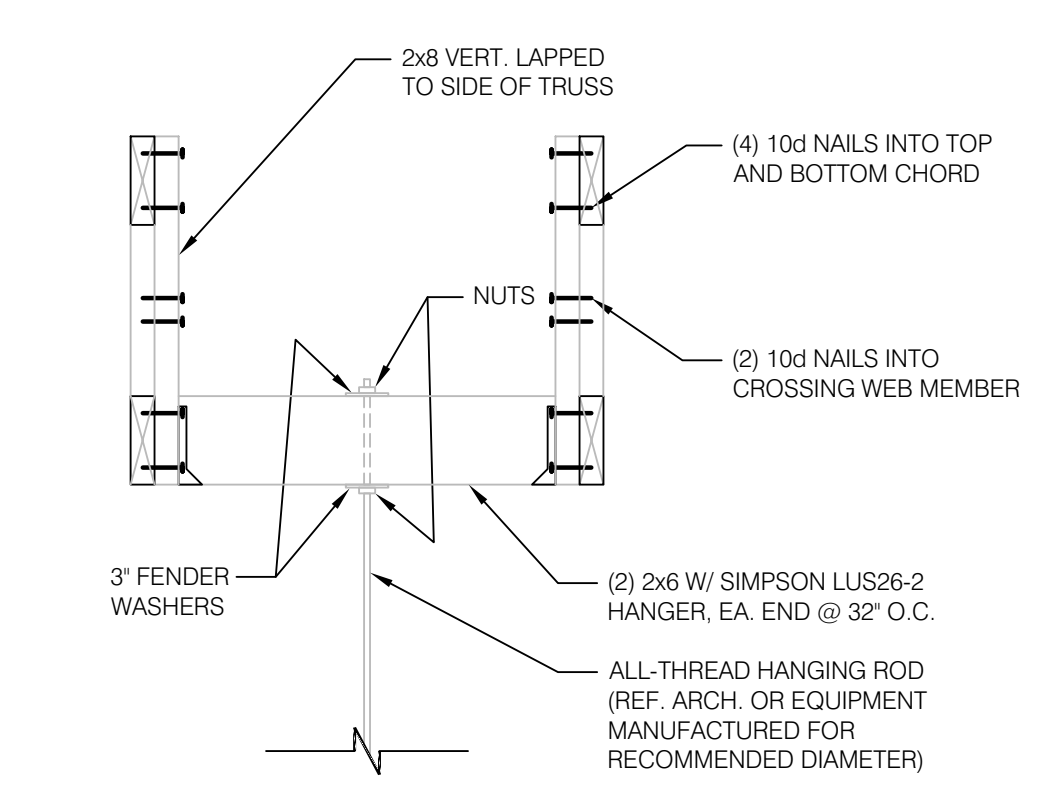 2x8 VERT. LAPPED
TO SIDE OF TRUSS
(4) 10d NAILS INTO TOP
AND BOTTOM CHORD
NUTS
(2) 10d NAILS INTO
CROSSING WEB MEMBER
3" FENDER
WASHERS
(2) 2x6 W/ SIMPSON LUS26-2
HANGER, EA. END @ 32" O.C.
ALL-THREAD HANGING ROD
(REF. ARCH. OR EQUIPMENT
MANUFACTURED FOR
RECOMMENDED DIAMETER)